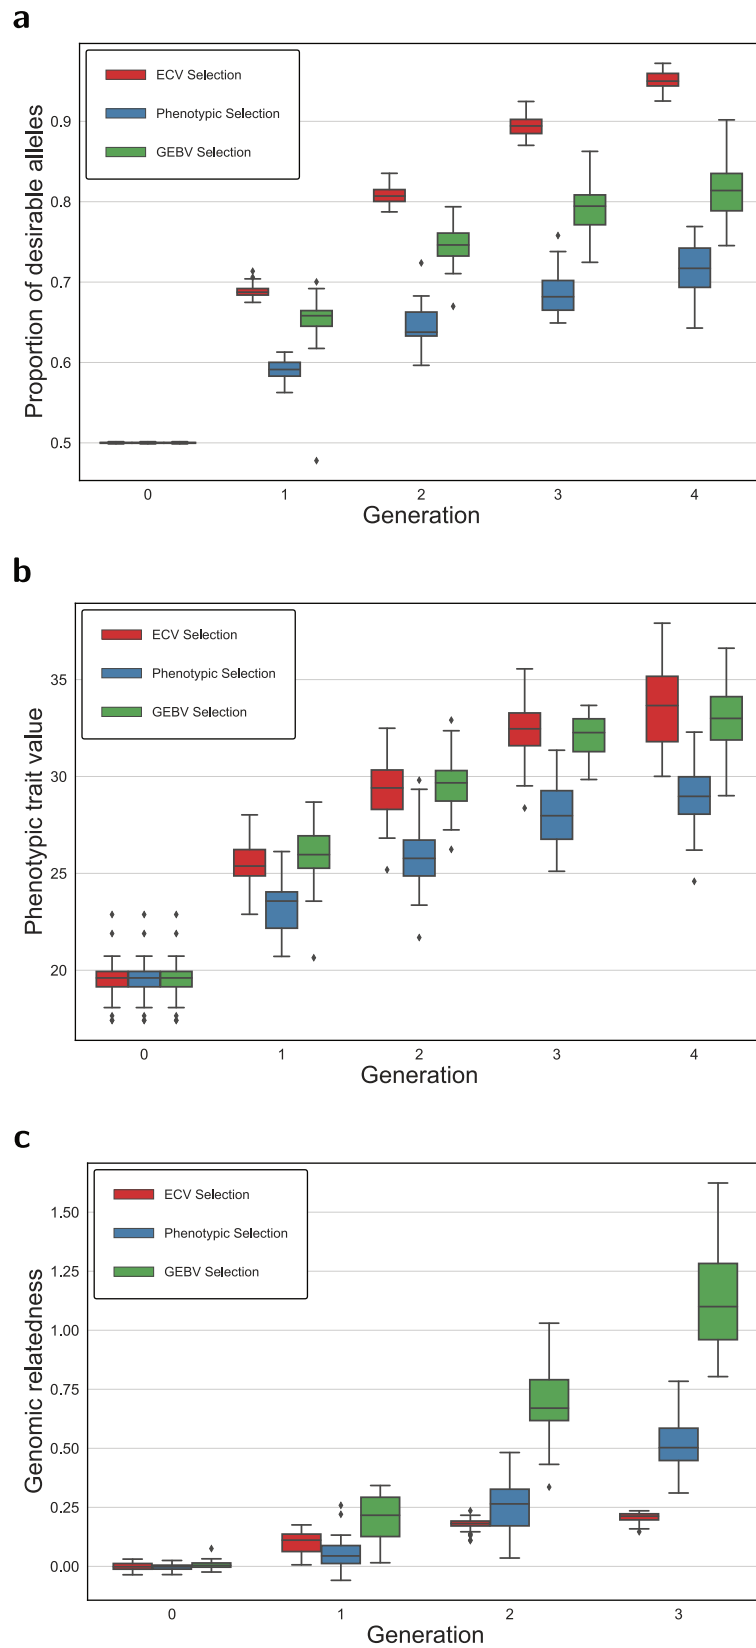 a
ECV Selection
Phenotypic Selection
GEBV Selection
Proportion of desirable alleles
0.9
0.8
0.7
0.6
0.5
0 1 2 3 4
Generation
b
ECV Selection
Phenotypic Selection
GEBV Selection
Phenotypic trait value
35
30
25
20
0 1 2 3 4
Generation
c
ECV Selection
Phenotypic Selection
GEBV Selection
Genomic relatedness
1.50
1.25
1.00
0.75
0.50
0.25
0.00
0 1 2 3
Generation